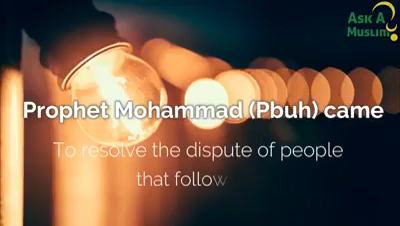 Ask A
Muslim
Prophet Mohammad (Pbuh) came
To resolve the dispute of people
that follow